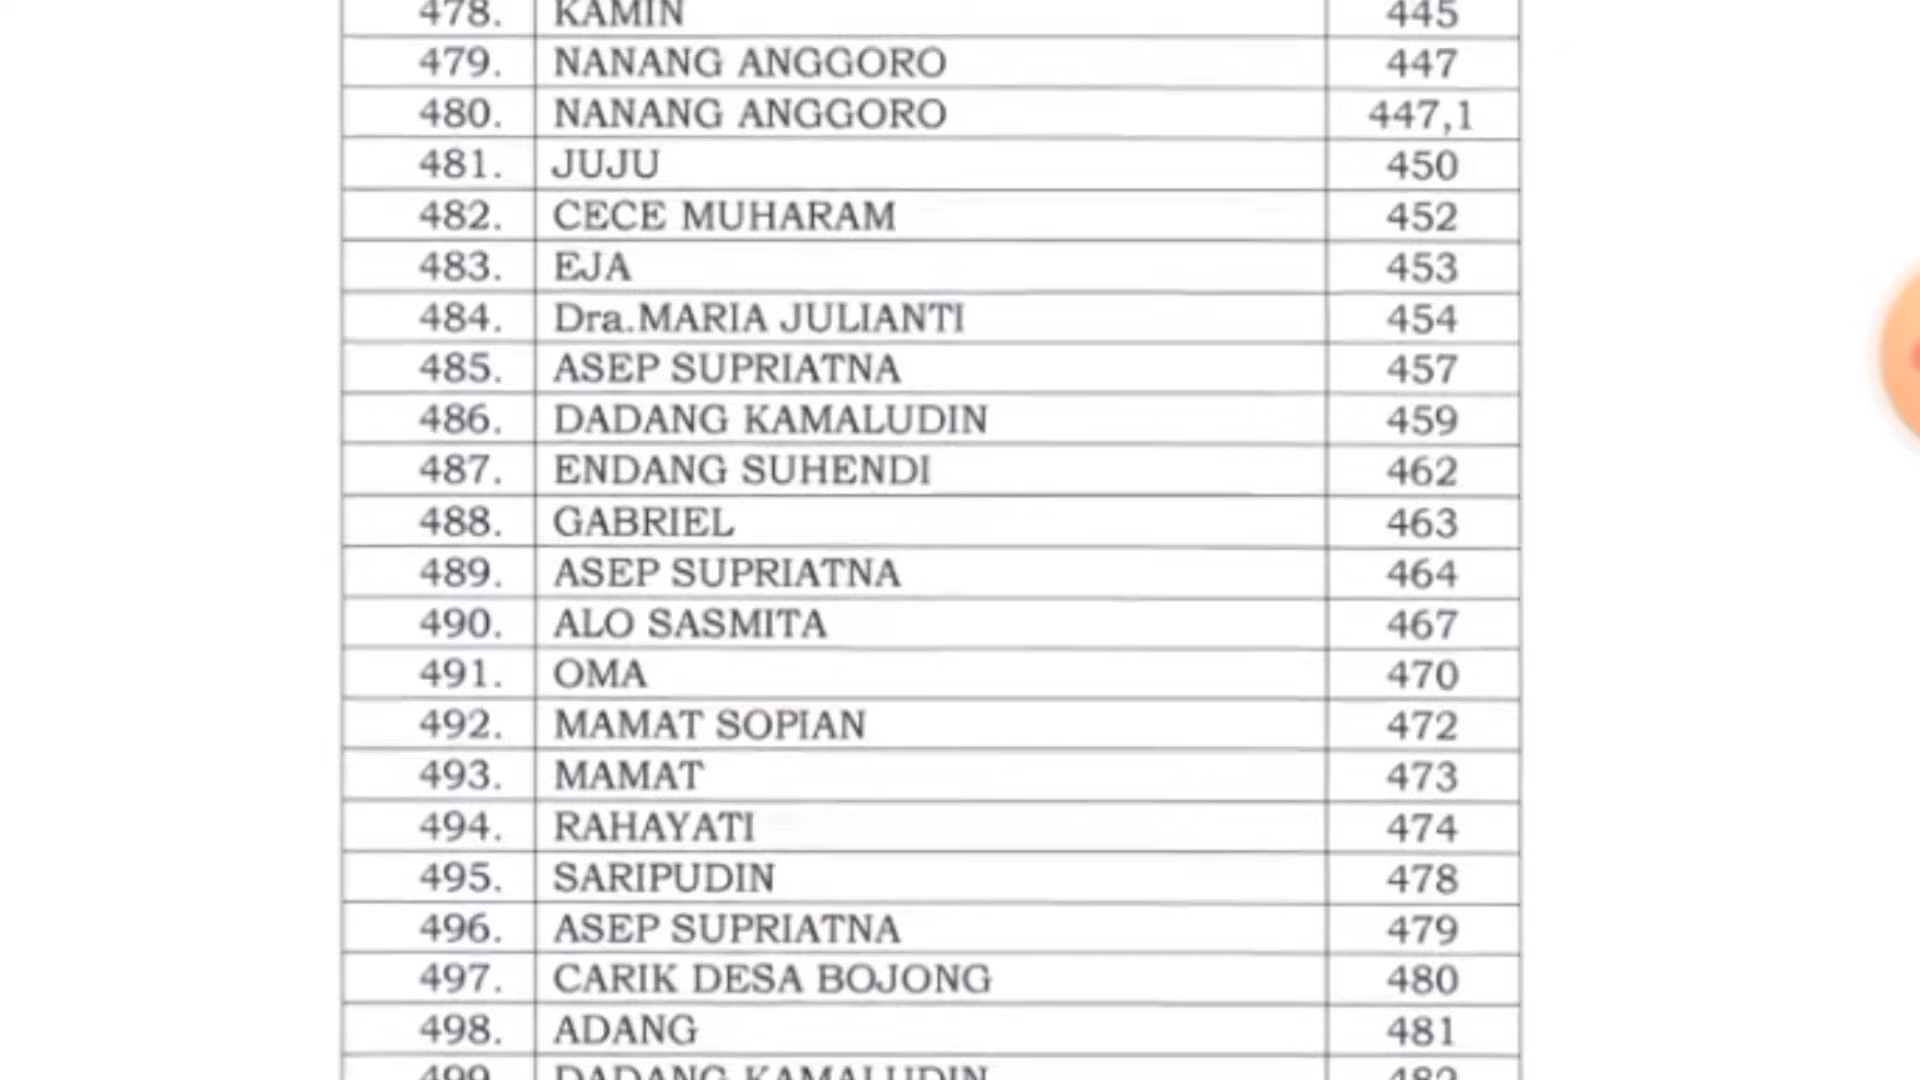 478. KAMIN 445
479. NANANG ANGGORO 447
480. NANANG ANGGORO 447,1
481. JUJU 450
482. CECE MUHARAM 452
483. EJA 453
484. Dra.MARIA JULIANTI 454
485. ASEP SUPRIATNA 457
486. DADANG KAMALUDIN 459
487. ENDANG SUHENDI 462
488. GABRIEL 463
489. ASEP SUPRIATNA 464
490. ALO SASMITA 467
491. OMA 470
492. MAMAT SOPIAN 472
493. MAMAT 473
494. RAHAYATI 474
495. SARIPUDIN 478
496. ASEP SUPRIATNA 479
497. CARIK DESA BOJONG 480
498. ADANG 481
499. DADANG KAMALUDIN 482